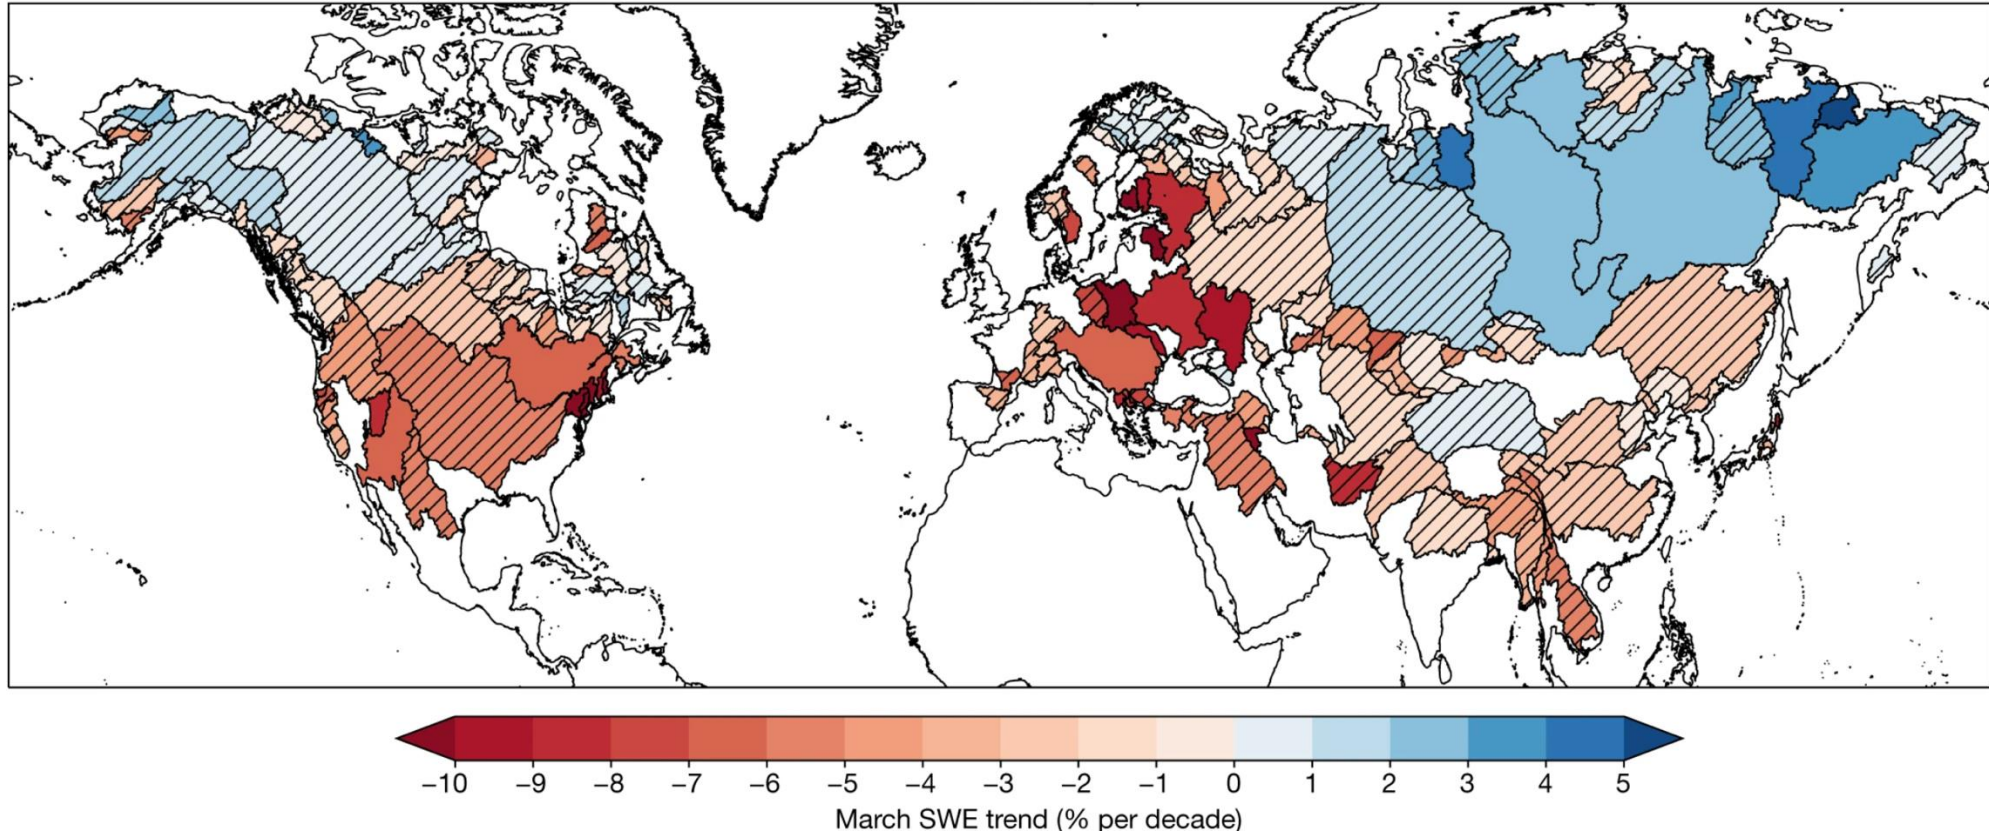 −10 −9 −8 −7 −6 −5 −4 −3 −2 −1 0 1 2 3 4 5
March SWE trend (% per decade)